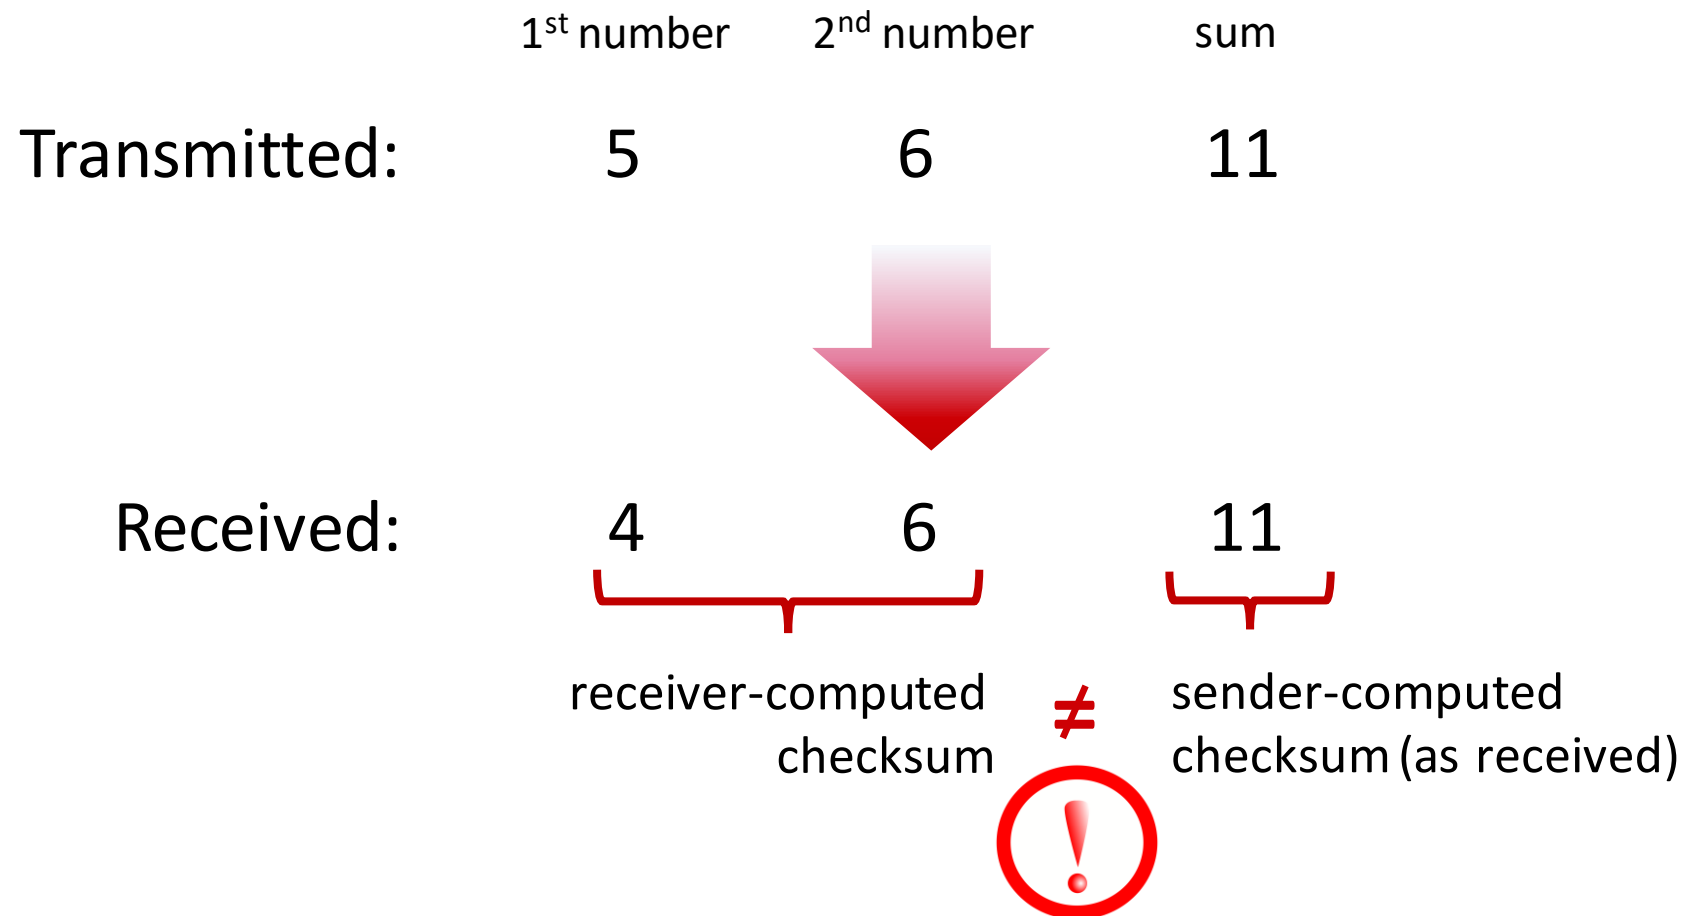 1st number 2nd number sum
Transmitted: 5 6 11
Received: 4 6 11
receiver-computed ≠ sender-computed
checksum checksum (as received)
!